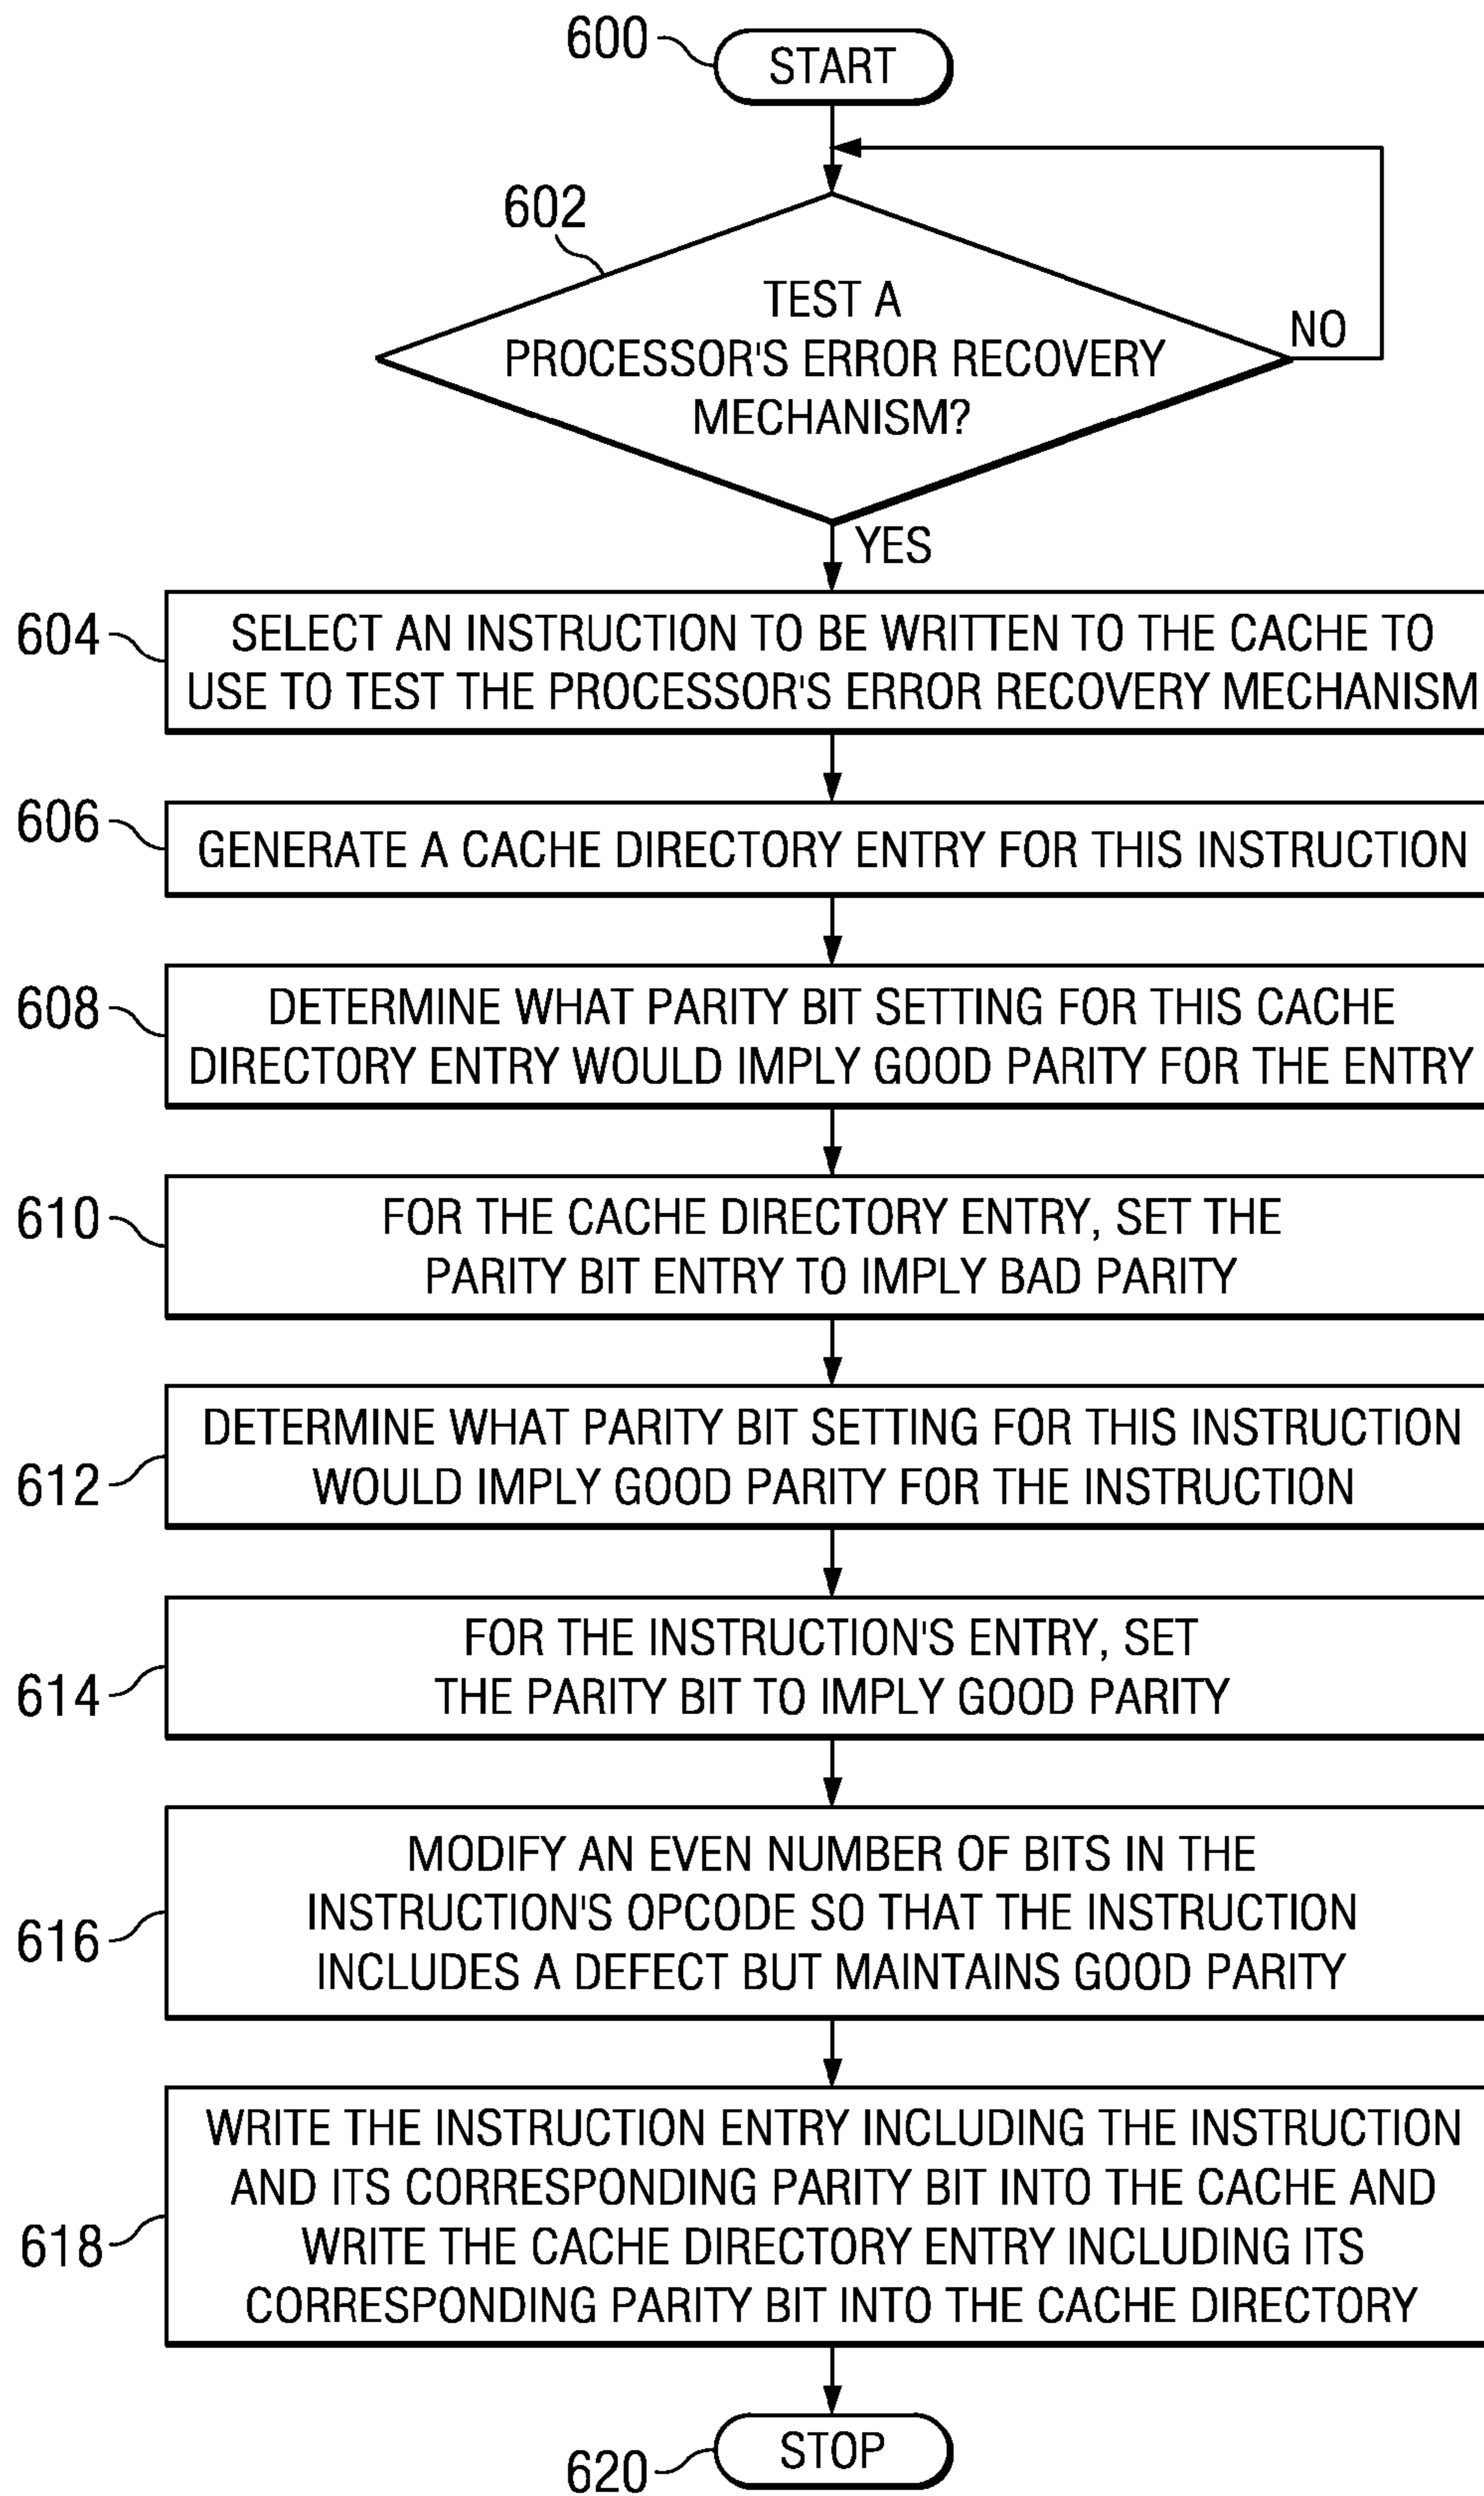 600
START
602
TEST A
PROCESSOR'S ERROR RECOVERY
MECHANISM?
NO
YES
604
SELECT AN INSTRUCTION TO BE WRITTEN TO THE CACHE TO
USE TO TEST THE PROCESSOR'S ERROR RECOVERY MECHANISM
606
GENERATE A CACHE DIRECTORY ENTRY FOR THIS INSTRUCTION
608
DETERMINE WHAT PARITY BIT SETTING FOR THIS CACHE
DIRECTORY ENTRY WOULD IMPLY GOOD PARITY FOR THE ENTRY
610
FOR THE CACHE DIRECTORY ENTRY, SET THE
PARITY BIT ENTRY TO IMPLY BAD PARITY
612
DETERMINE WHAT PARITY BIT SETTING FOR THIS INSTRUCTION
WOULD IMPLY GOOD PARITY FOR THE INSTRUCTION
614
FOR THE INSTRUCTION'S ENTRY, SET
THE PARITY BIT TO IMPLY GOOD PARITY
616
MODIFY AN EVEN NUMBER OF BITS IN THE
INSTRUCTION'S OPCODE SO THAT THE INSTRUCTION
INCLUDES A DEFECT BUT MAINTAINS GOOD PARITY
618
WRITE THE INSTRUCTION ENTRY INCLUDING THE INSTRUCTION
AND ITS CORRESPONDING PARITY BIT INTO THE CACHE AND
WRITE THE CACHE DIRECTORY ENTRY INCLUDING ITS
CORRESPONDING PARITY BIT INTO THE CACHE DIRECTORY
620
STOP